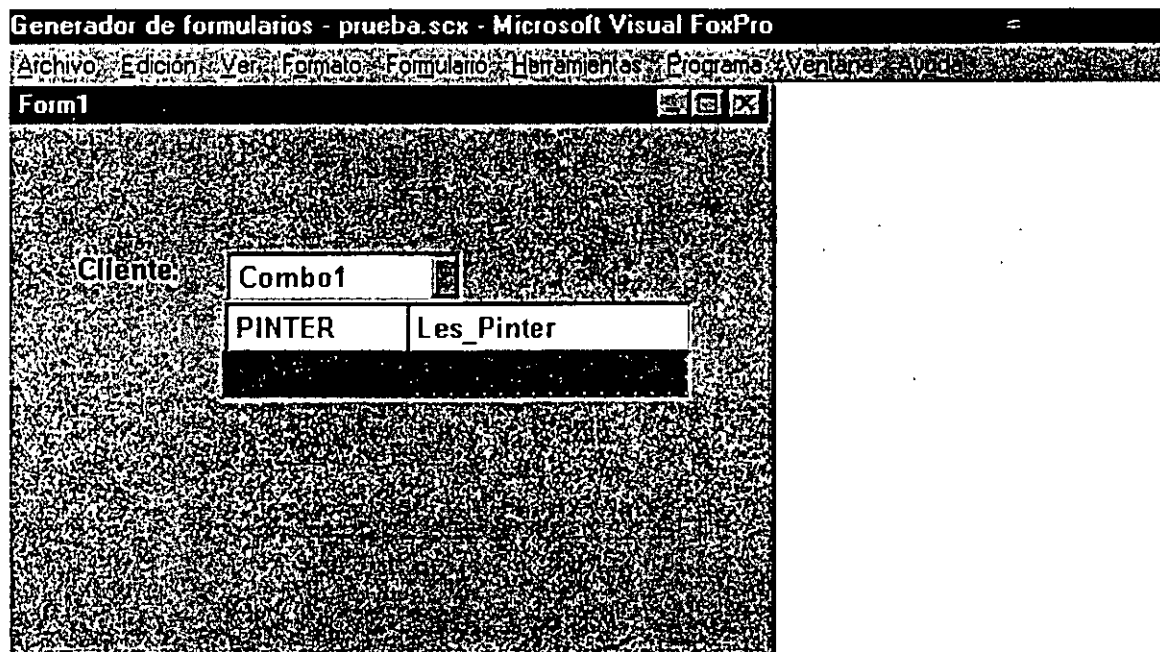 Generador de formularios - prueba.scx - Microsoft Visual FoxPro
Archivo Edición Ver Formato Formulario Herramientas Programa Ventana Ayuda
Form1
Cliente: Combo1
PINTER Les_Pinter